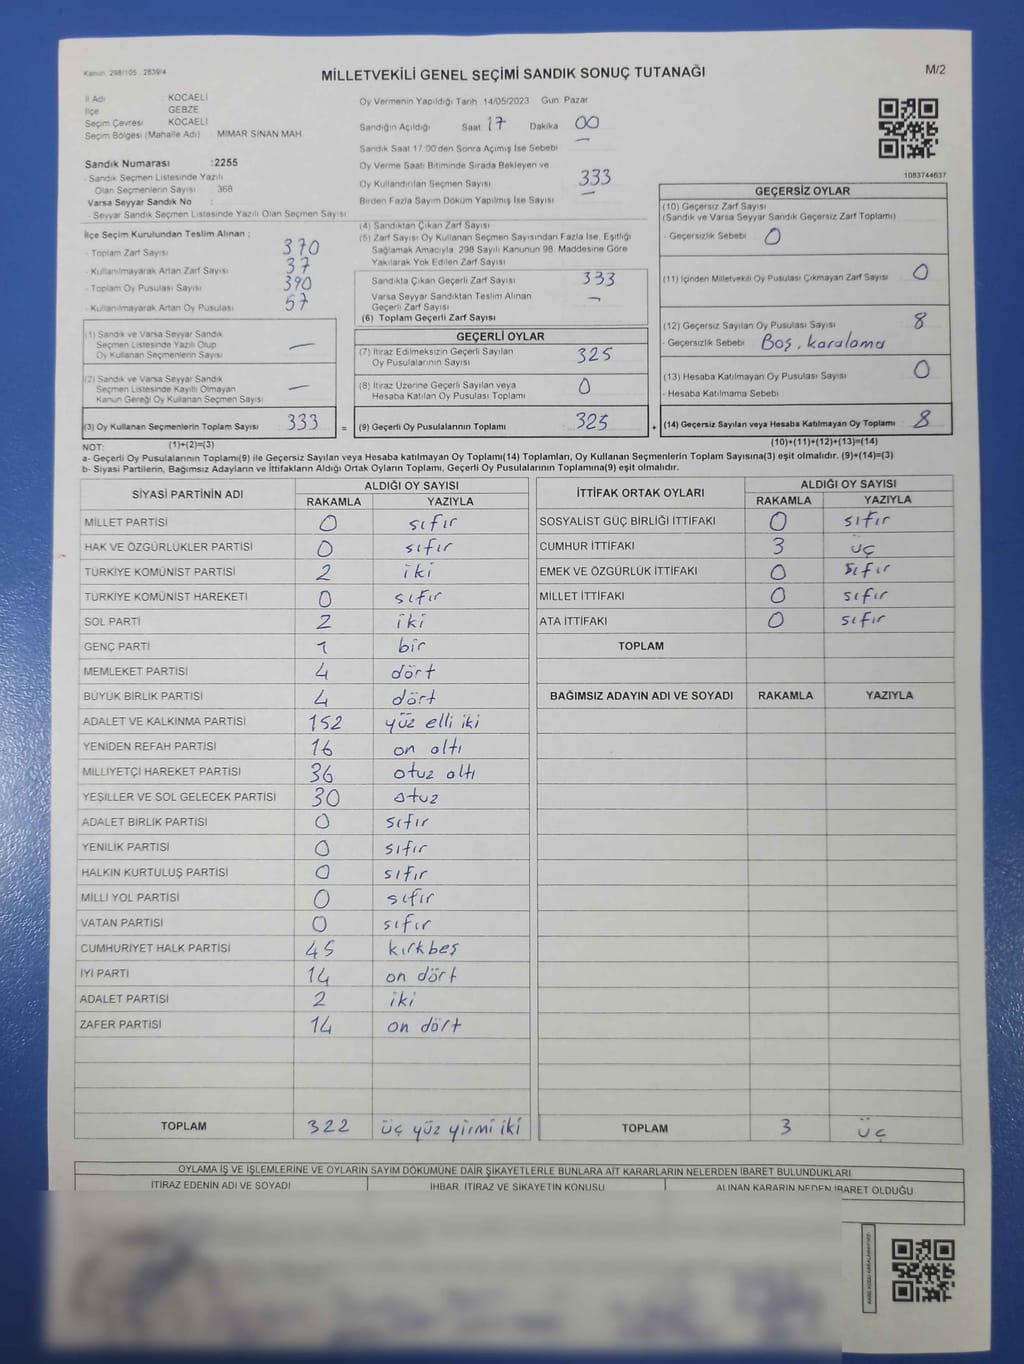 Kanun: 298/105 2839/4
MİLLETVEKİLİ GENEL SEÇİMİ SANDIK SONUÇ TUTANAĞI
M/2
İl Adı : KOCAELİ
İlçe : GEBZE
Seçim Çevresi : KOCAELİ
Seçim Bölgesi (Mahalle Adı) : MİMAR SİNAN MAH.
Sandık Numarası :2255
- Sandık Seçmen Listesinde Yazılı
Olan Seçmenlerin Sayısı : 368
Varsa Seyyar Sandık No :
- Seyyar Sandık Seçmen Listesinde Yazılı Olan Seçmen Sayısı
Oy Vermenin Yapıldığı Tarih 14/05/2023 Gün: Pazar
Sandığın Açıldığı Saat 17 Dakika 00
Sandık Saat 17:00'den Sonra Açımış İse Sebebi —
Oy Verme Saati Bitiminde Sırada Bekleyen ve
Oy Kullandırılan Seçmen Sayısı 333
Birden Fazla Sayım Döküm Yapılmış İse Sayısı —
1083744637
İlçe Seçim Kurulundan Teslim Alınan ;
- Toplam Zarf Sayısı 370
- Kullanılmayarak Artan Zarf Sayısı 37
- Toplam Oy Pusulası Sayısı 390
- Kullanılmayarak Artan Oy Pusulası 57
(4) Sandıktan Çıkan Zarf Sayısı
(5) Zarf Sayısı Oy Kullanan Seçmen Sayısından Fazla İse, Eşitliği
Sağlamak Amacıyla, 298 Sayılı Kanunun 98. Maddesine Göre
Yakılarak Yok Edilen Zarf Sayısı
Sandıkta Çıkan Geçerli Zarf Sayısı 333
Varsa Seyyar Sandıktan Teslim Alınan
Geçerli Zarf Sayısı —
(6) Toplam Geçerli Zarf Sayısı
GEÇERSİZ OYLAR
(10) Geçersiz Zarf Sayısı
(Sandık ve Varsa Seyyar Sandık Geçersiz Zarf Toplamı)
- Geçersizlik Sebebi 0
(11) İçinden Milletvekili Oy Pusulası Çıkmayan Zarf Sayısı 0
(12) Geçersiz Sayılan Oy Pusulası Sayısı 8
- Geçersizlik Sebebi Boş, karalama
(13) Hesaba Katılmayan Oy Pusulası Sayısı 0
- Hesaba Katılmama Sebebi
(14) Geçersiz Sayılan veya Hesaba Katılmayan Oy Toplamı 8
(10)+(11)+(12)+(13)=(14)
(1) Sandık ve Varsa Seyyar Sandık
Seçmen Listesinde Yazılı Olup
Oy Kullanan Seçmenlerin Sayısı —
(2) Sandık ve Varsa Seyyar Sandık
Seçmen Listesinde Kayıtlı Olmayan
Kanun Gereği Oy Kullanan Seçmen Sayısı —
(3) Oy Kullanan Seçmenlerin Toplam Sayısı 333 =
(1)+(2)=(3)
GEÇERLİ OYLAR
(7) İtiraz Edilmeksizin Geçerli Sayılan
Oy Pusulalarının Sayısı 325
(8) İtiraz Üzerine Geçerli Sayılan veya
Hesaba Katılan Oy Pusulası Toplamı 0
(9) Geçerli Oy Pusulalarının Toplamı 325 +
NOT:
a- Geçerli Oy Pusulalarının Toplamı(9) ile Geçersiz Sayılan veya Hesaba katılmayan Oy Toplamı(14) Toplamları, Oy Kullanan Seçmenlerin Toplam Sayısına(3) eşit olmalıdır. (9)+(14)=(3)
b- Siyasi Partilerin, Bağımsız Adayların ve İttifakların Aldığı Ortak Oyların Toplamı, Geçerli Oy Pusulalarının Toplamına(9) eşit olmalıdır.
SİYASİ PARTİNİN ADI ALDIĞI OY SAYISI
RAKAMLA YAZIYLA
MİLLET PARTİSİ 0 sıfır
HAK VE ÖZGÜRLÜKLER PARTİSİ 0 sıfır
TÜRKİYE KOMÜNİST PARTİSİ 2 iki
TÜRKİYE KOMÜNİST HAREKETİ 0 sıfır
SOL PARTİ 2 iki
GENÇ PARTİ 1 bir
MEMLEKET PARTİSİ 4 dört
BÜYÜK BİRLİK PARTİSİ 4 dört
ADALET VE KALKINMA PARTİSİ 152 yüz elli iki
YENİDEN REFAH PARTİSİ 16 on altı
MİLLİYETÇİ HAREKET PARTİSİ 36 otuz altı
YEŞİLLER VE SOL GELECEK PARTİSİ 30 otuz
ADALET BİRLİK PARTİSİ 0 sıfır
YENİLİK PARTİSİ 0 sıfır
HALKIN KURTULUŞ PARTİSİ 0 sıfır
MİLLİ YOL PARTİSİ 0 sıfır
VATAN PARTİSİ 0 sıfır
CUMHURİYET HALK PARTİSİ 45 kırkbeş
İYİ PARTİ 14 on dört
ADALET PARTİSİ 2 iki
ZAFER PARTİSİ 14 on dört
TOPLAM 322 üç yüz yirmi iki
İTTİFAK ORTAK OYLARI ALDIĞI OY SAYISI
RAKAMLA YAZIYLA
SOSYALİST GÜÇ BİRLİĞİ İTTİFAKI 0 sıfır
CUMHUR İTTİFAKI 3 üç
EMEK VE ÖZGÜRLÜK İTTİFAKI 0 sıfır
MİLLET İTTİFAKI 0 sıfır
ATA İTTİFAKI 0 sıfır
TOPLAM
BAĞIMSIZ ADAYIN ADI VE SOYADI RAKAMLA YAZIYLA
TOPLAM 3 üç
OYLAMA İŞ VE İŞLEMLERİNE VE OYLARIN SAYIM DÖKÜMÜNE DAİR ŞİKAYETLERLE BUNLARA AİT KARARLARIN NELERDEN İBARET BULUNDUKLARI
İTİRAZ EDENİN ADI VE SOYADI İHBAR, İTİRAZ VE ŞİKAYETİN KONUSU ALINAN KARARIN NEDEN İBARET OLDUĞU